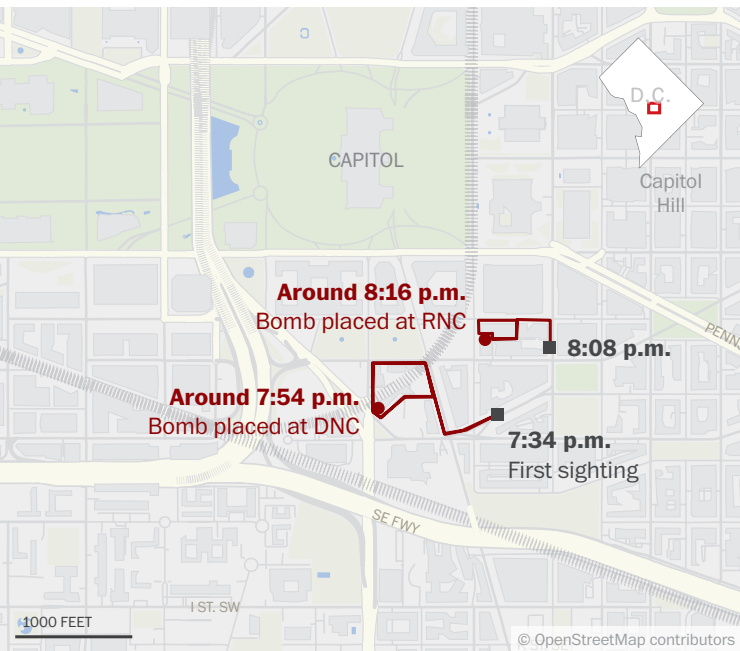 D.C.
CAPITOL
Capitol
Hill
Around 8:16 p.m.
Bomb placed at RNC
8:08 p.m.
Around 7:54 p.m.
Bomb placed at DNC
7:34 p.m.
First sighting
SE FWY
I ST. SW
1000 FEET
© OpenStreetMap contributors